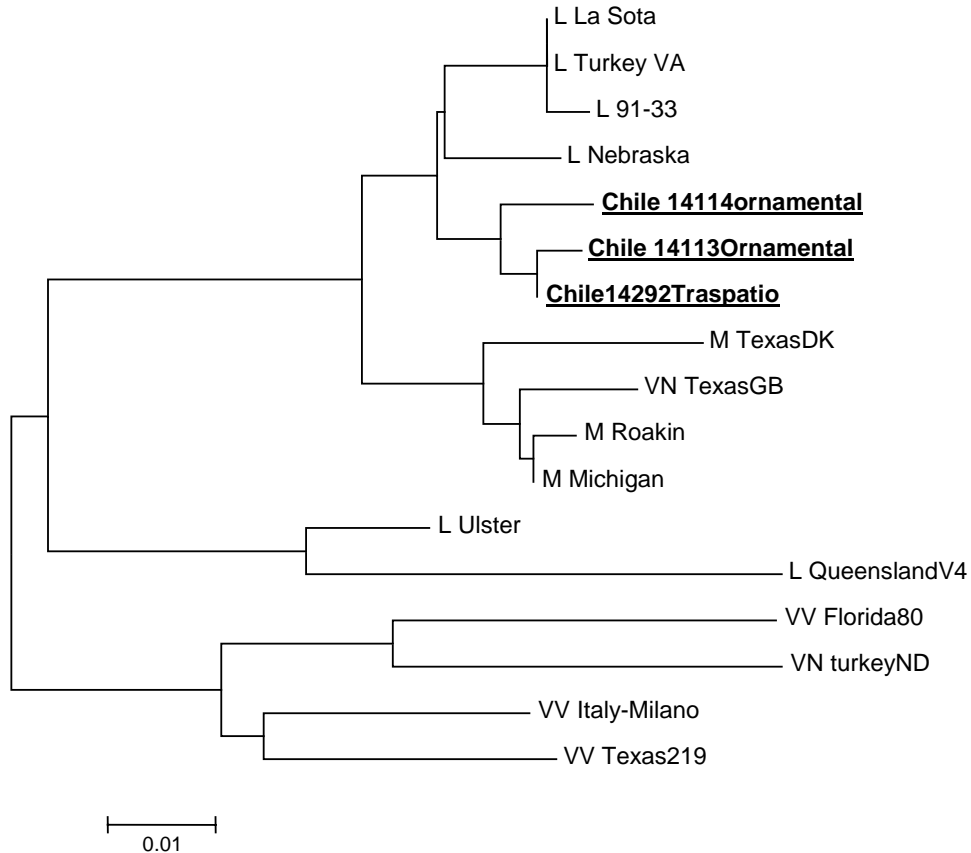 L La Sota
L Turkey VA
L 91-33
L Nebraska
Chile 14114ornamental
Chile 14113Ornamental
Chile14292Traspatio
M TexasDK
VN TexasGB
M Roakin
M Michigan
L Ulster
L QueenslandV4
VV Florida80
VN turkeyND
VV Italy-Milano
VV Texas219
0.01